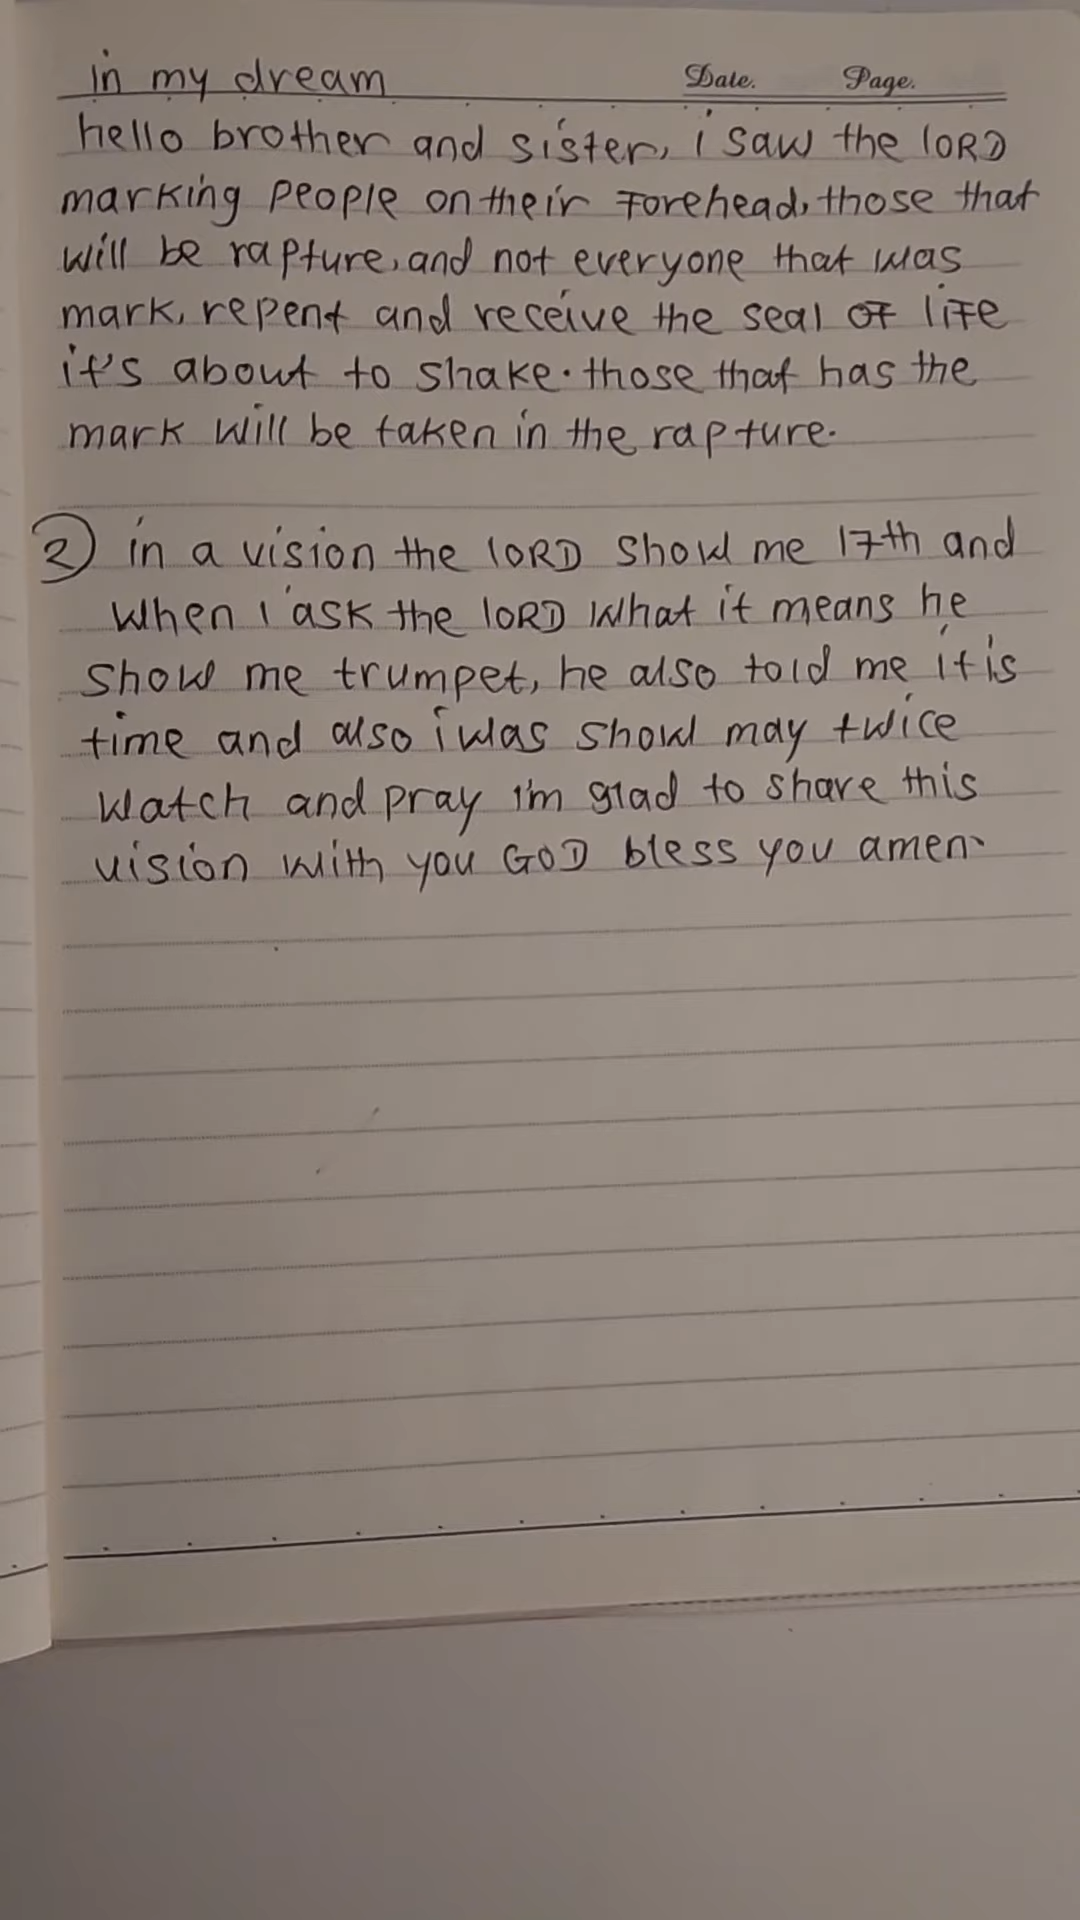 in my dream Date. Page.
hello brother and sister, i saw the lORD
marking people on their Forehead, those that
will be rapture, and not everyone that was
mark, repent and receive the seal oF liFe
it's about to shake. those that has the
mark will be taken in the rapture.
2) in a vision the lORD show me 17th and
when i ask the lORD what it means he
show me trumpet, he also told me it is
time and also i was show may twice
watch and pray i'm glad to share this
vision with you GOD bless you amen.